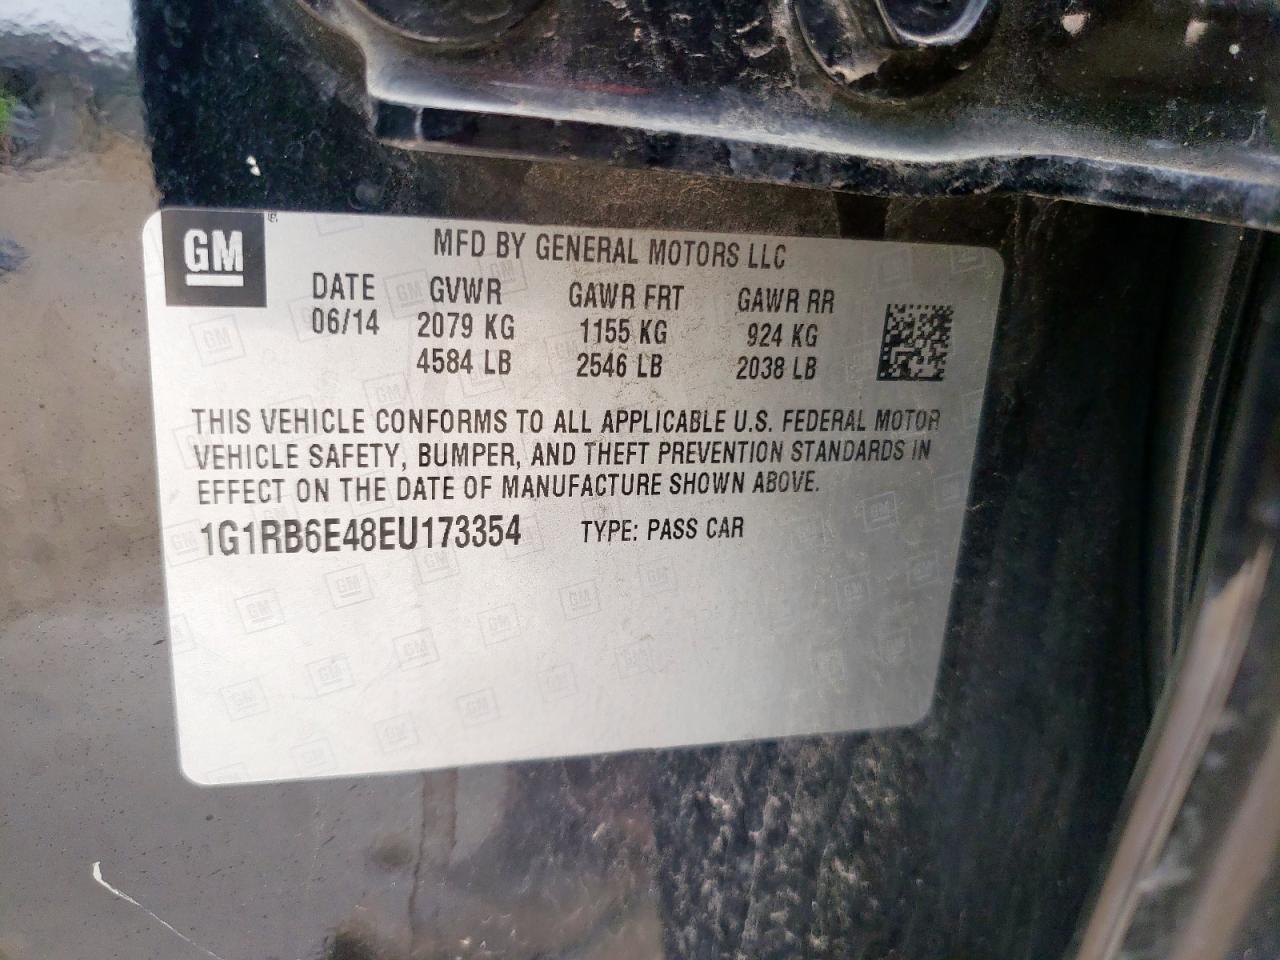 GM
MFD BY GENERAL MOTORS LLC
DATE GVWR GAWR FRT GAWR RR
06/14 2079 KG 1155 KG 924 KG
4584 LB 2546 LB 2038 LB
THIS VEHICLE CONFORMS TO ALL APPLICABLE U.S. FEDERAL MOTOR
VEHICLE SAFETY, BUMPER, AND THEFT PREVENTION STANDARDS IN
EFFECT ON THE DATE OF MANUFACTURE SHOWN ABOVE.
1G1RB6E48EU173354 TYPE: PASS CAR